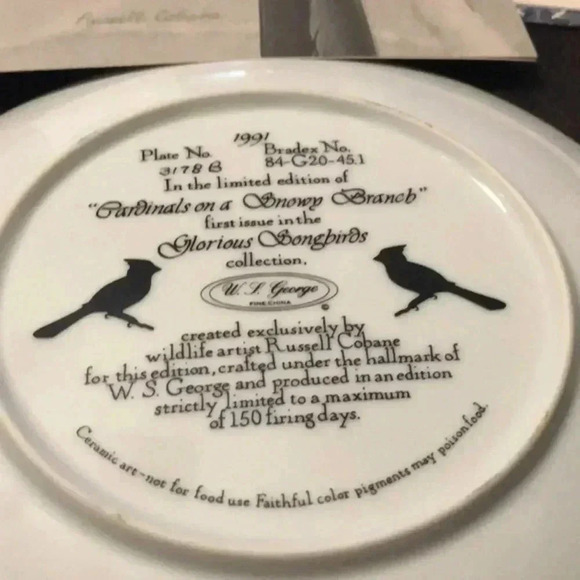 Russell Cobane
1991
Plate No. Bradex No.
3178 B 84-G20-45.1
In the limited edition of
"Cardinals on a Snowy Branch"
first issue in the
Glorious Songbirds
collection.
W. S. George
FINE CHINA
©
created exclusively by
wildlife artist Russell Cobane
for this edition, crafted under the hallmark of
W. S. George and produced in an edition
strictly limited to a maximum
of 150 firing days.
Ceramic art-not for food use Faithful color pigments may poison food.